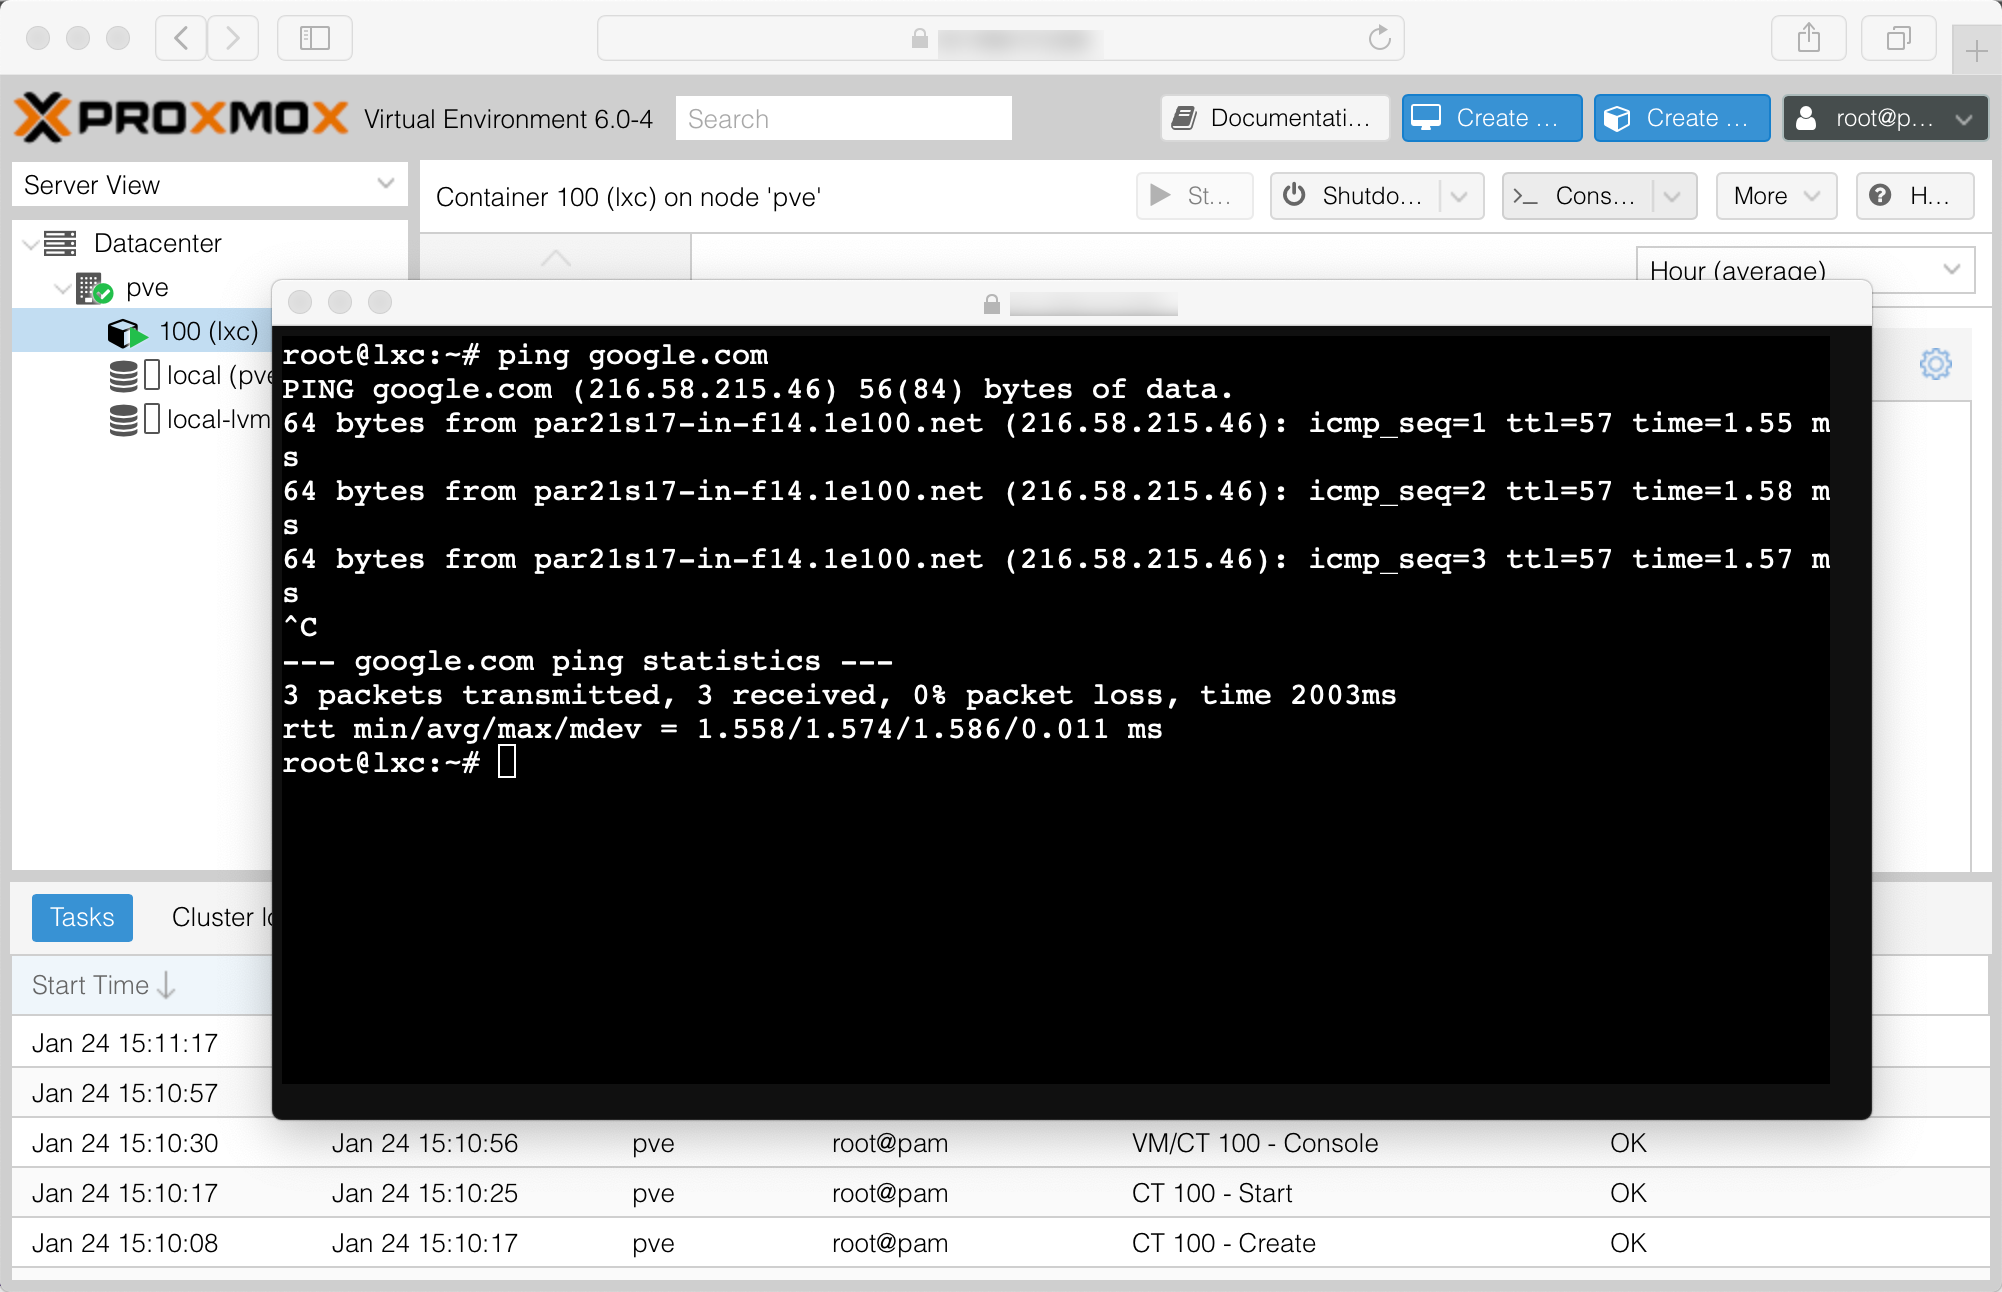 PROXMOX Virtual Environment 6.0-4 Search Documentati... Create ... Create ... root@p...
Server View
Container 100 (lxc) on node 'pve' St... Shutdo... Cons... More H...
Datacenter
Hour (average)
pve
100 (lxc)
local (pve
local-lvm
root@lxc:~# ping google.com
PING google.com (216.58.215.46) 56(84) bytes of data.
64 bytes from par21s17-in-f14.1e100.net (216.58.215.46): icmp_seq=1 ttl=57 time=1.55 m
s
64 bytes from par21s17-in-f14.1e100.net (216.58.215.46): icmp_seq=2 ttl=57 time=1.58 m
s
64 bytes from par21s17-in-f14.1e100.net (216.58.215.46): icmp_seq=3 ttl=57 time=1.57 m
s
^C
--- google.com ping statistics ---
3 packets transmitted, 3 received, 0% packet loss, time 2003ms
rtt min/avg/max/mdev = 1.558/1.574/1.586/0.011 ms
root@lxc:~#
Tasks Cluster lo
Start Time
Jan 24 15:11:17
Jan 24 15:10:57
Jan 24 15:10:30 Jan 24 15:10:56 pve root@pam VM/CT 100 - Console OK
Jan 24 15:10:17 Jan 24 15:10:25 pve root@pam CT 100 - Start OK
Jan 24 15:10:08 Jan 24 15:10:17 pve root@pam CT 100 - Create OK